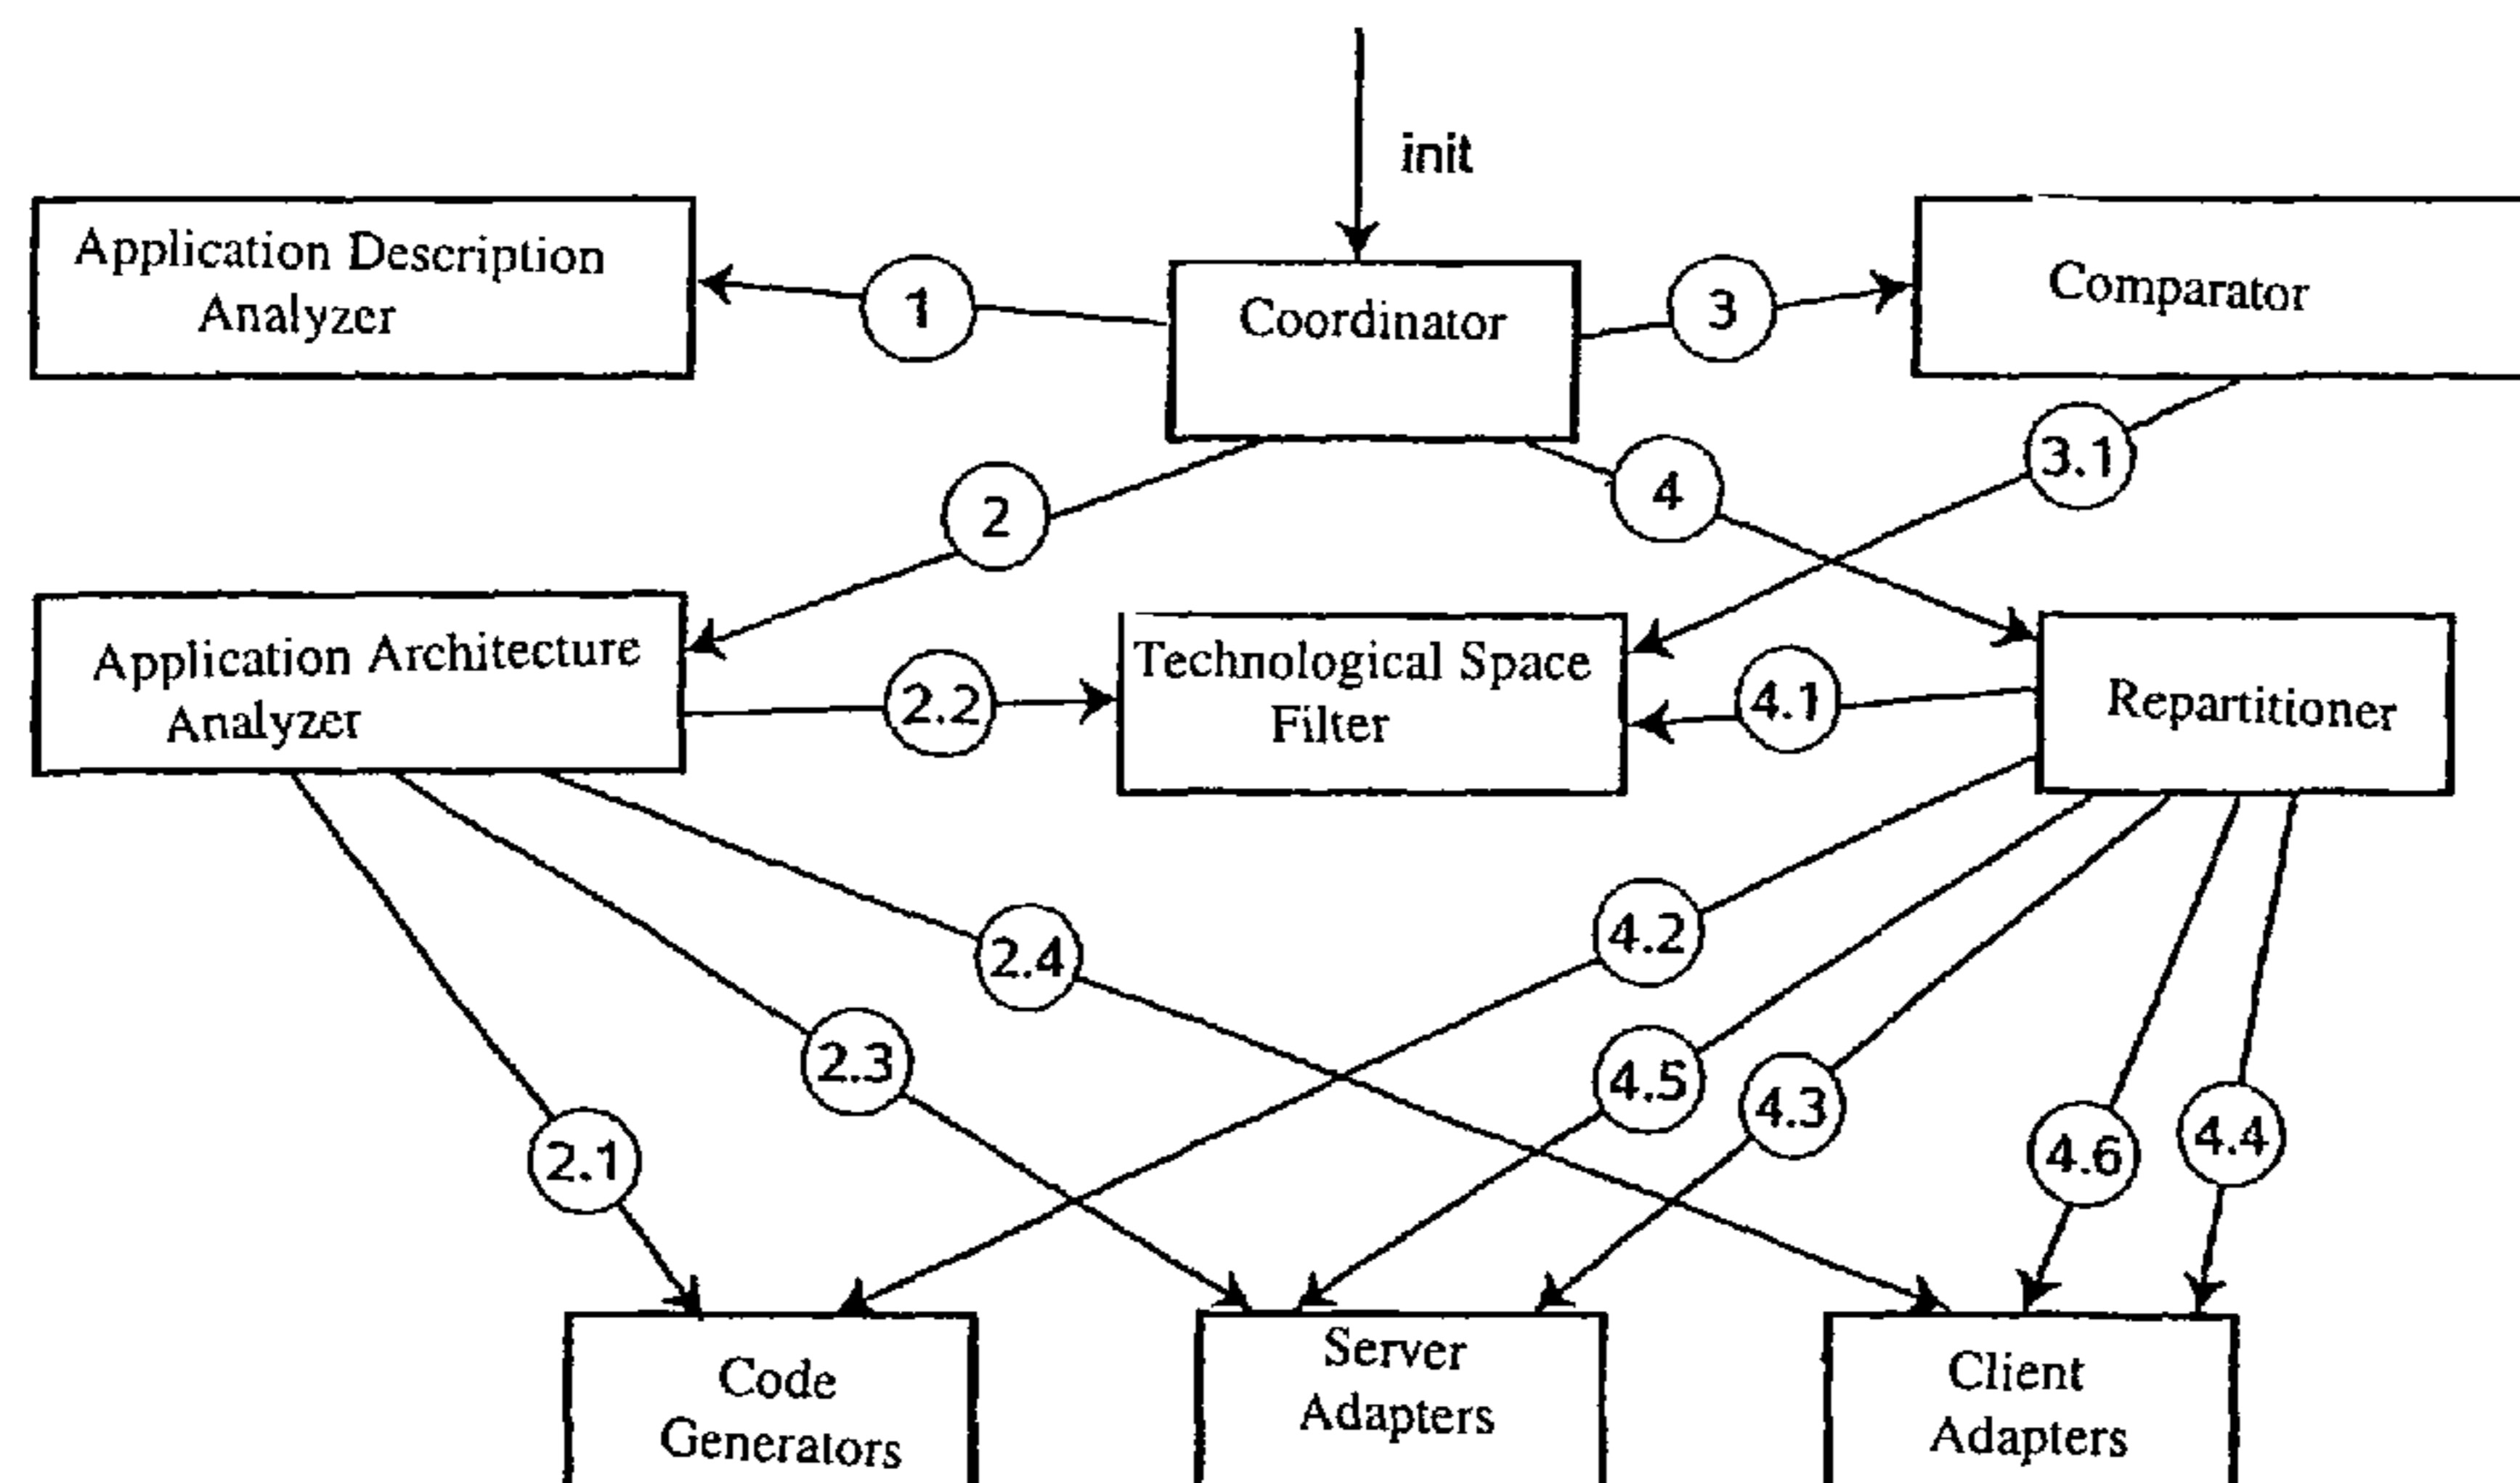 init
Application Description
Analyzer
1
Coordinator
3
Comparator
2
4
3.1
Application Architecture
Analyzer
2.2
Technological Space
Filter
4.1
Repartitioner
2.4
4.2
2.3
4.5
4.3
2.1
4.6
4.4
Code
Generators
Server
Adapters
Client
Adapters